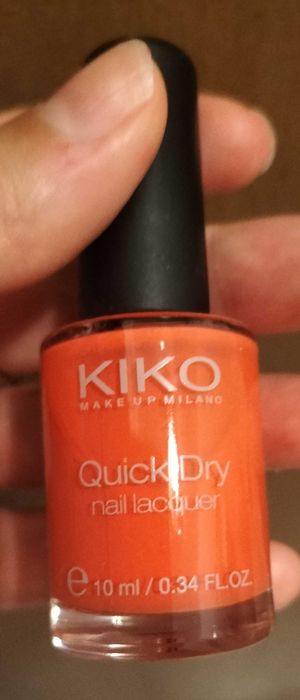 KIKO
MAKE UP MILANO
Quick Dry
nail lacquer
℮ 10 ml / 0.34 FL.OZ.